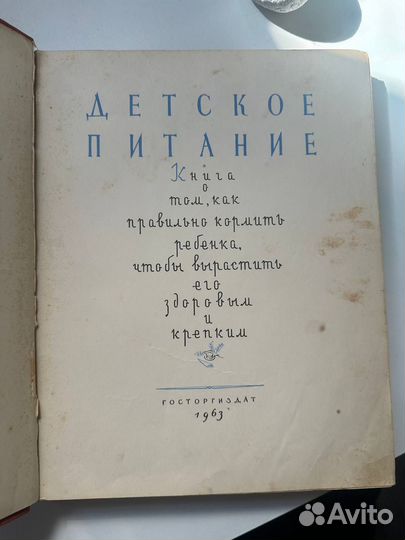 ДЕТСКОЕ
ПИТАНИЕ
Книга
о
том, как
правильно кормить
ребенка,
чтобы вырастить
его
здоровым
и
крепким
ГОСТОРГИЗДАТ
1963
Avito